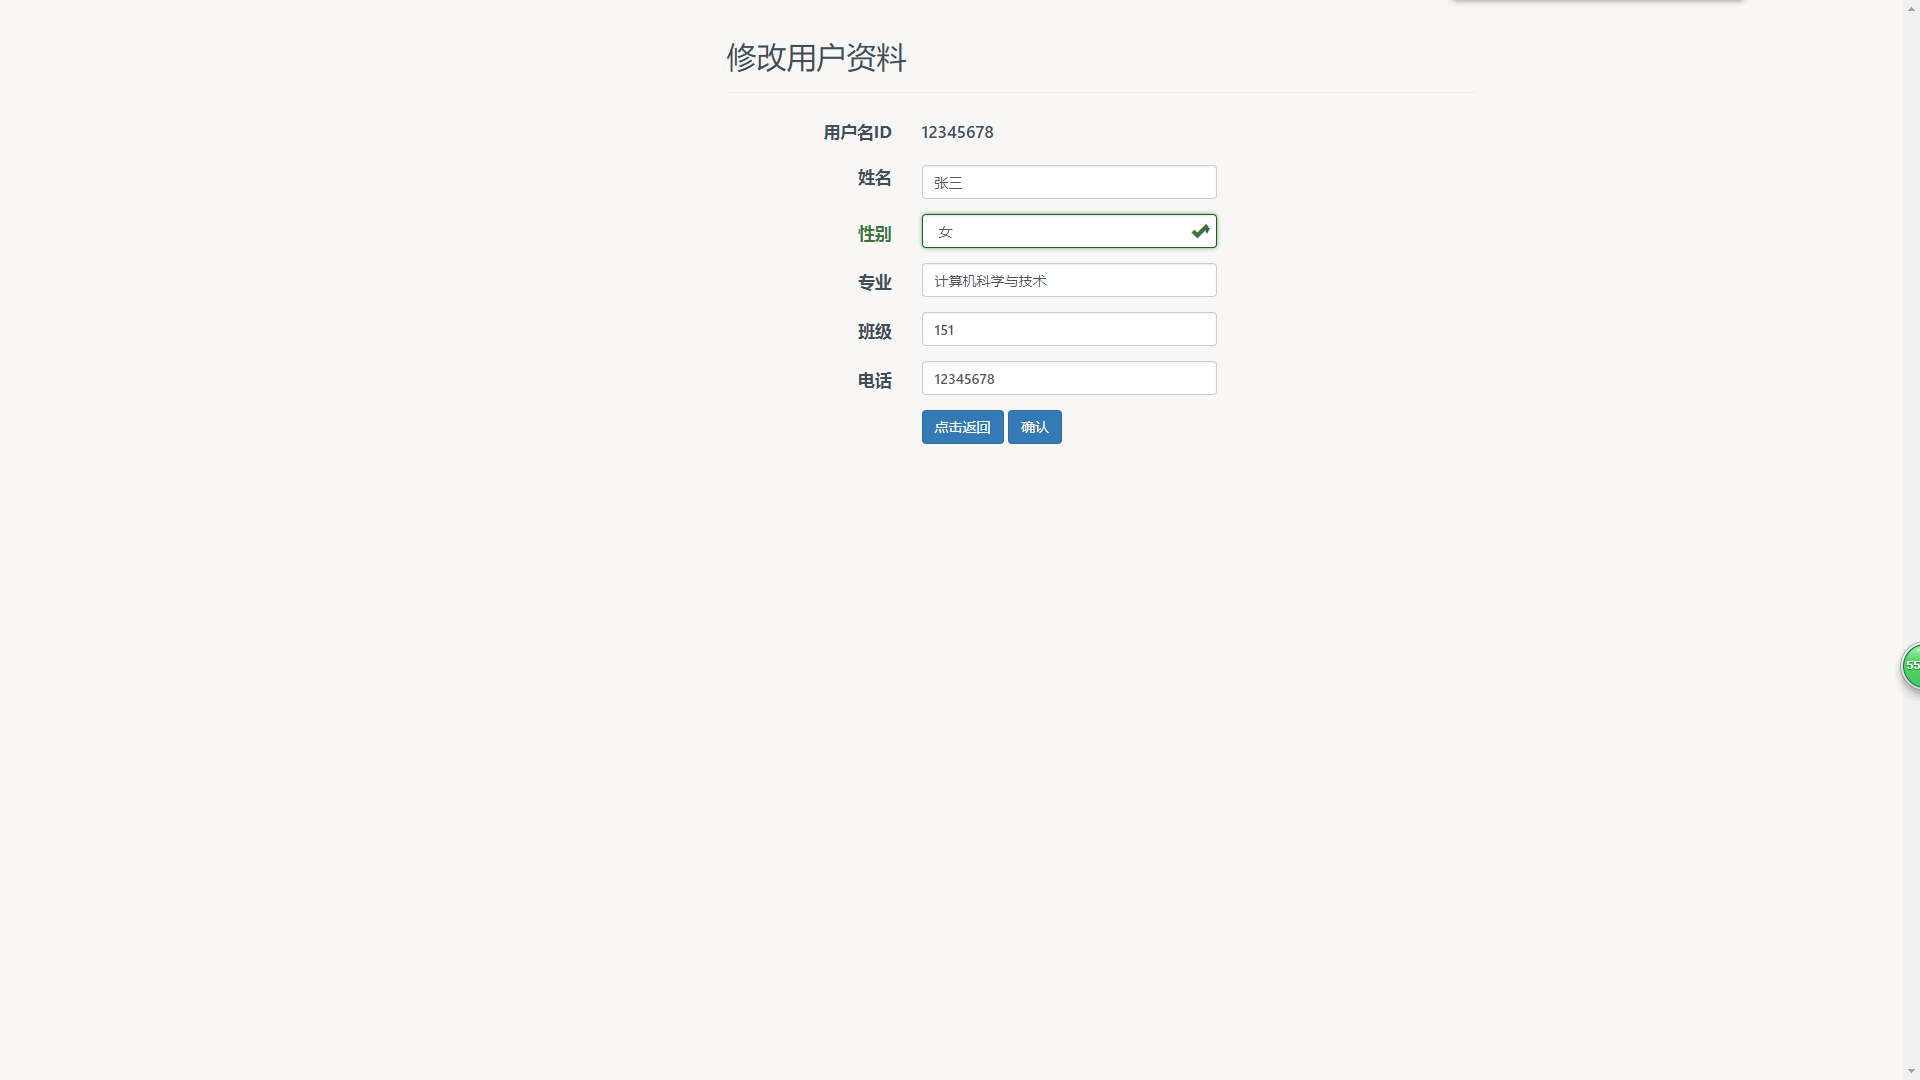 修改用户资料
用户名ID 12345678
姓名 张三
性别 女
专业 计算机科学与技术
班级 151
电话 12345678
点击返回 确认
55